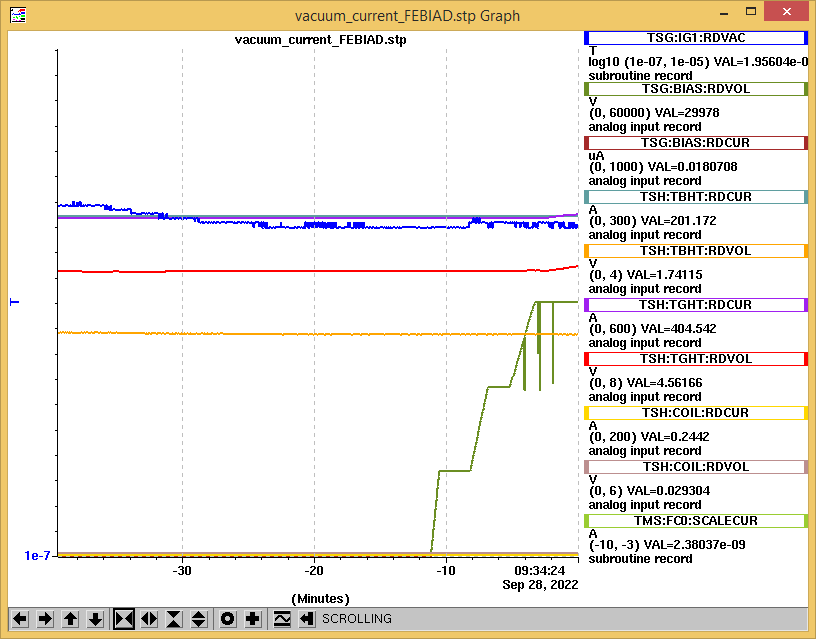 vacuum_current_FEBIAD.stp Graph
vacuum_current_FEBIAD.stp
T
1e-7
-30
-20
-10
09:34:24
Sep 28, 2022
(Minutes)
TSG:IG1:RDVAC
T
log10 (1e-07, 1e-05) VAL=1.95604e-0
subroutine record
TSG:BIAS:RDVOL
V
(0, 60000) VAL=29978
analog input record
TSG:BIAS:RDCUR
uA
(0, 1000) VAL=0.0180708
analog input record
TSH:TBHT:RDCUR
A
(0, 300) VAL=201.172
analog input record
TSH:TBHT:RDVOL
V
(0, 4) VAL=1.74115
analog input record
TSH:TGHT:RDCUR
A
(0, 600) VAL=404.542
analog input record
TSH:TGHT:RDVOL
V
(0, 8) VAL=4.56166
analog input record
TSH:COIL:RDCUR
A
(0, 200) VAL=0.2442
analog input record
TSH:COIL:RDVOL
V
(0, 6) VAL=0.029304
analog input record
TMS:FC0:SCALECUR
A
(-10, -3) VAL=2.38037e-09
subroutine record
SCROLLING